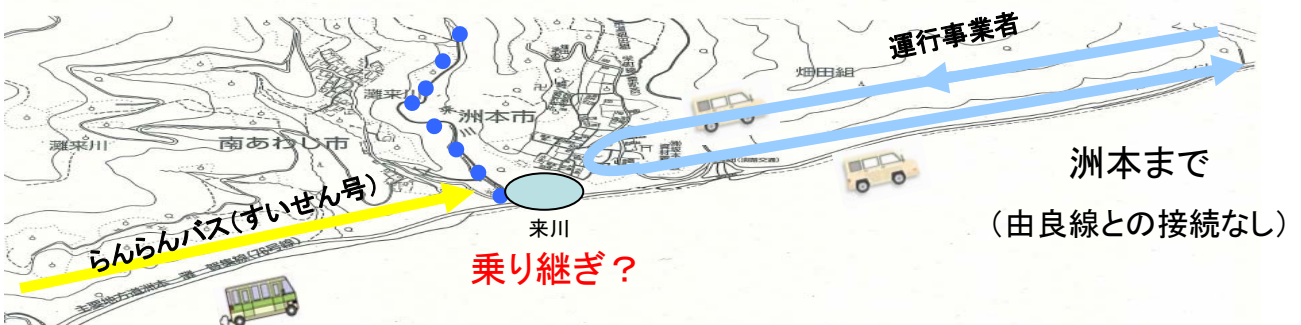 運行事業者
畑田組
灘来川
洲本市
南あわじ市
灘来川
らんらんバス(すいせん号)
来川
乗り継ぎ？
洲本まで
（由良線との接続なし）